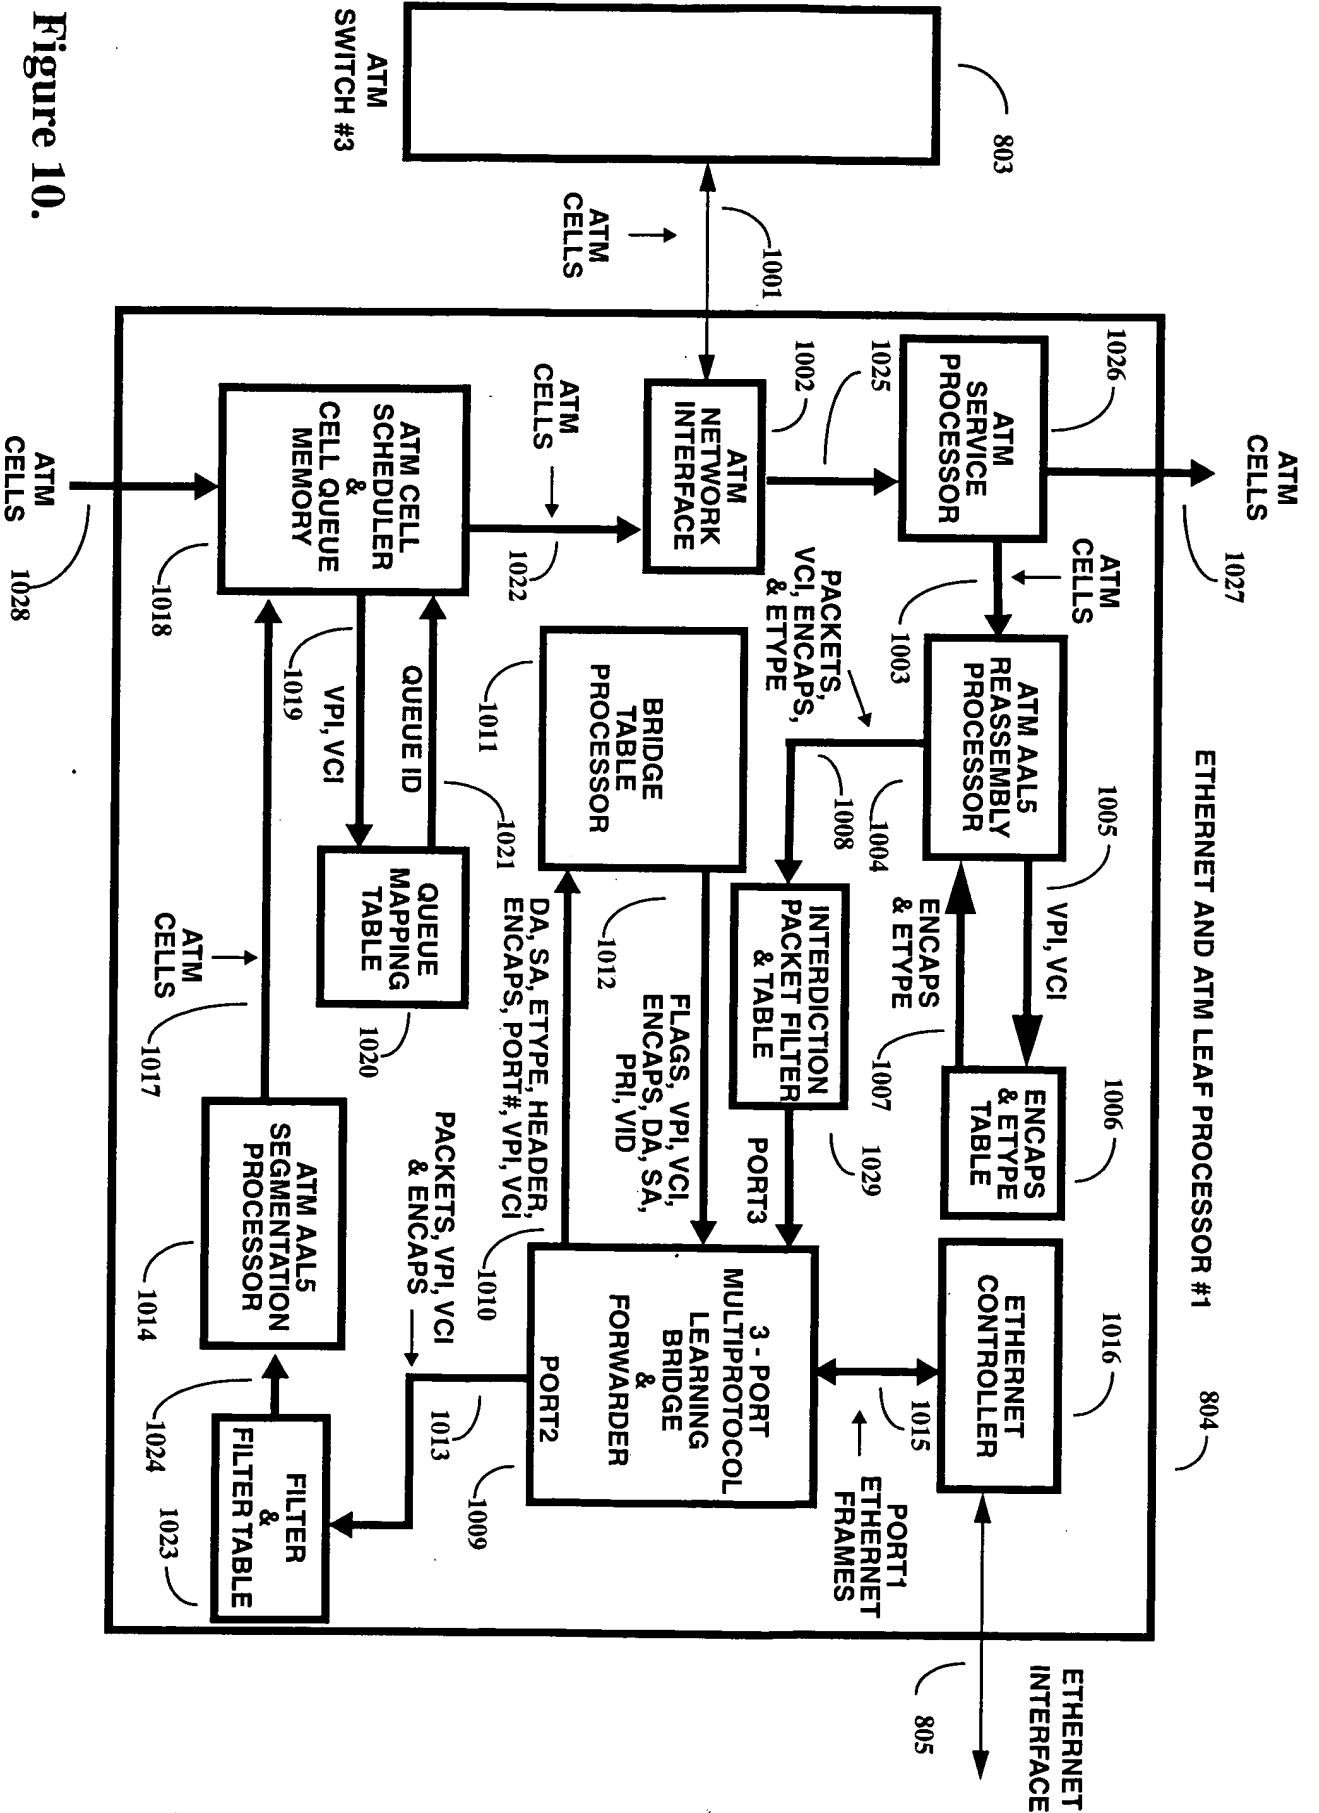 ETHERNET AND ATM LEAF PROCESSOR #1
804
ATM
CELLS
1027
803
ATM
SWITCH #3
1001
ATM
CELLS
1026
ATM
SERVICE
PROCESSOR
1025
1002
ATM
NETWORK
INTERFACE
ATM
CELLS
1003
ATM AAL5
REASSEMBLY
PROCESSOR
1005
VPI, VCI
1006
ENCAPS
& ETYPE
TABLE
ENCAPS
& ETYPE
1007
PACKETS,
VCI, ENCAPS,
& ETYPE
1004
1008
INTERDICTION
PACKET FILTER
& TABLE
1029
PORT3
1016
ETHERNET
CONTROLLER
1015
PORT1
ETHERNET
FRAMES
ETHERNET
INTERFACE
805
1011
BRIDGE
TABLE
PROCESSOR
1012
FLAGS, VPI, VCI,
ENCAPS, DA, SA,
PRI, VID
DA, SA, ETYPE, HEADER,
ENCAPS, PORT#, VPI, VCI
1010
3 - PORT
MULTIPROTOCOL
LEARNING
BRIDGE
&
FORWARDER
PORT2
1009
ATM
CELLS
1022
ATM CELL
SCHEDULER
&
CELL QUEUE
MEMORY
1018
QUEUE ID
1021
VPI, VCI
1019
QUEUE
MAPPING
TABLE
1020
PACKETS, VPI, VCI
& ENCAPS
1013
ATM
CELLS
1017
ATM AAL5
SEGMENTATION
PROCESSOR
1014
1024
FILTER
&
FILTER TABLE
1023
ATM
CELLS
1028
Figure 10.